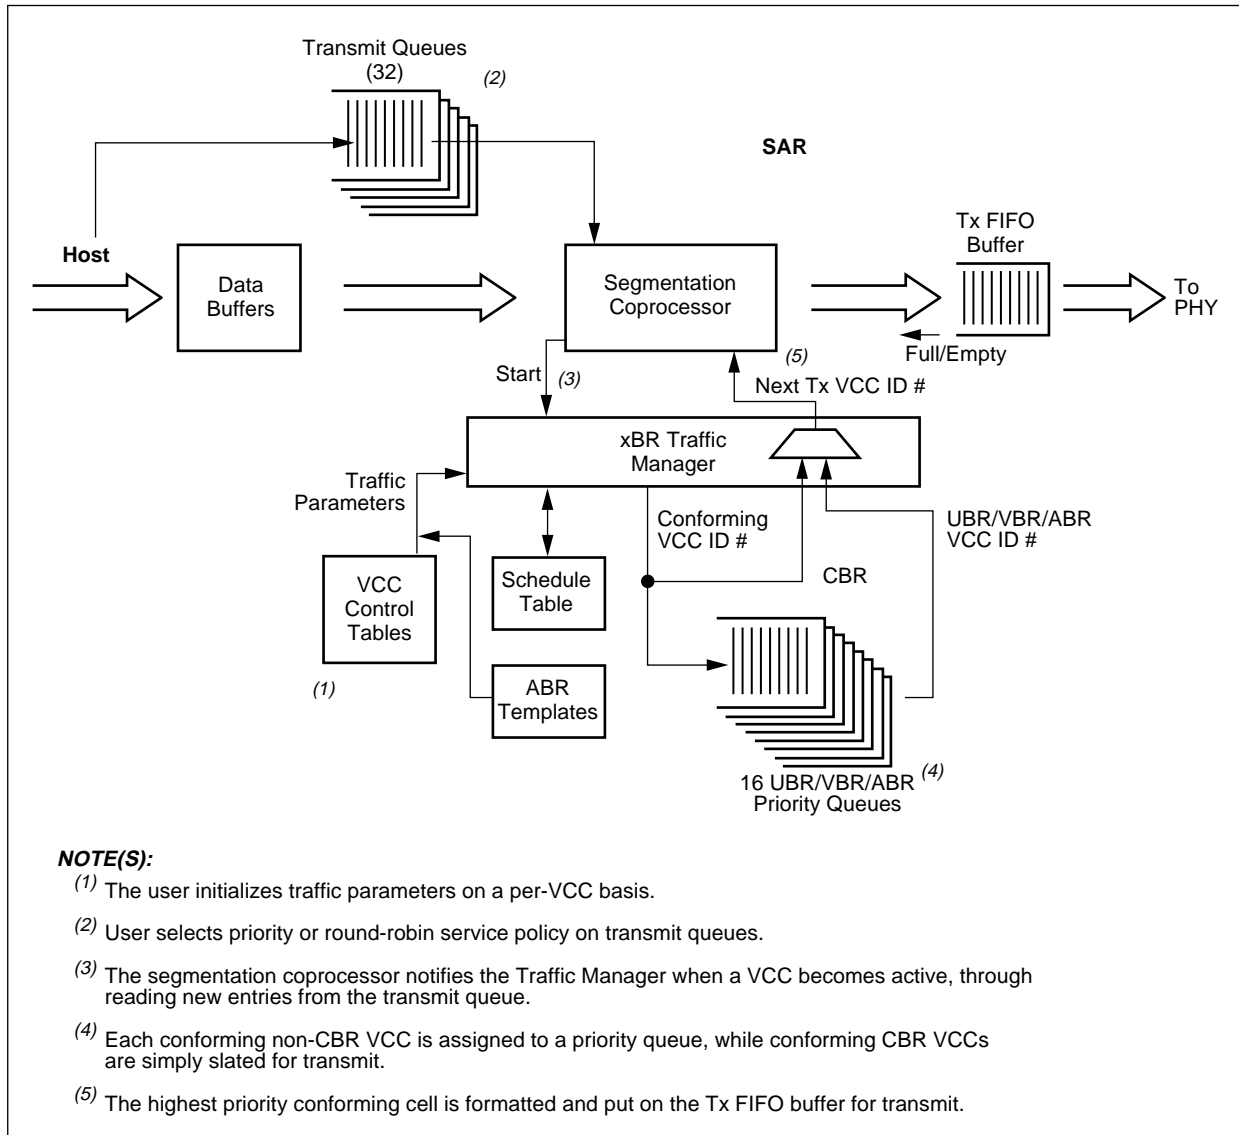 Transmit Queues
(32)
(2)
SAR
Host
Data
Buffers
Segmentation
Coprocessor
Tx FIFO
Buffer
To
PHY
Full/Empty
Start
(3)
(5)
Next Tx VCC ID #
xBR Traffic
Manager
Traffic
Parameters
Conforming
VCC ID #
UBR/VBR/ABR
VCC ID #
CBR
VCC
Control
Tables
Schedule
Table
(1)
ABR
Templates
(4)
16 UBR/VBR/ABR
Priority Queues
NOTE(S):
(1) The user initializes traffic parameters on a per-VCC basis.
(2) User selects priority or round-robin service policy on transmit queues.
(3) The segmentation coprocessor notifies the Traffic Manager when a VCC becomes active, through
reading new entries from the transmit queue.
(4) Each conforming non-CBR VCC is assigned to a priority queue, while conforming CBR VCCs
are simply slated for transmit.
(5) The highest priority conforming cell is formatted and put on the Tx FIFO buffer for transmit.